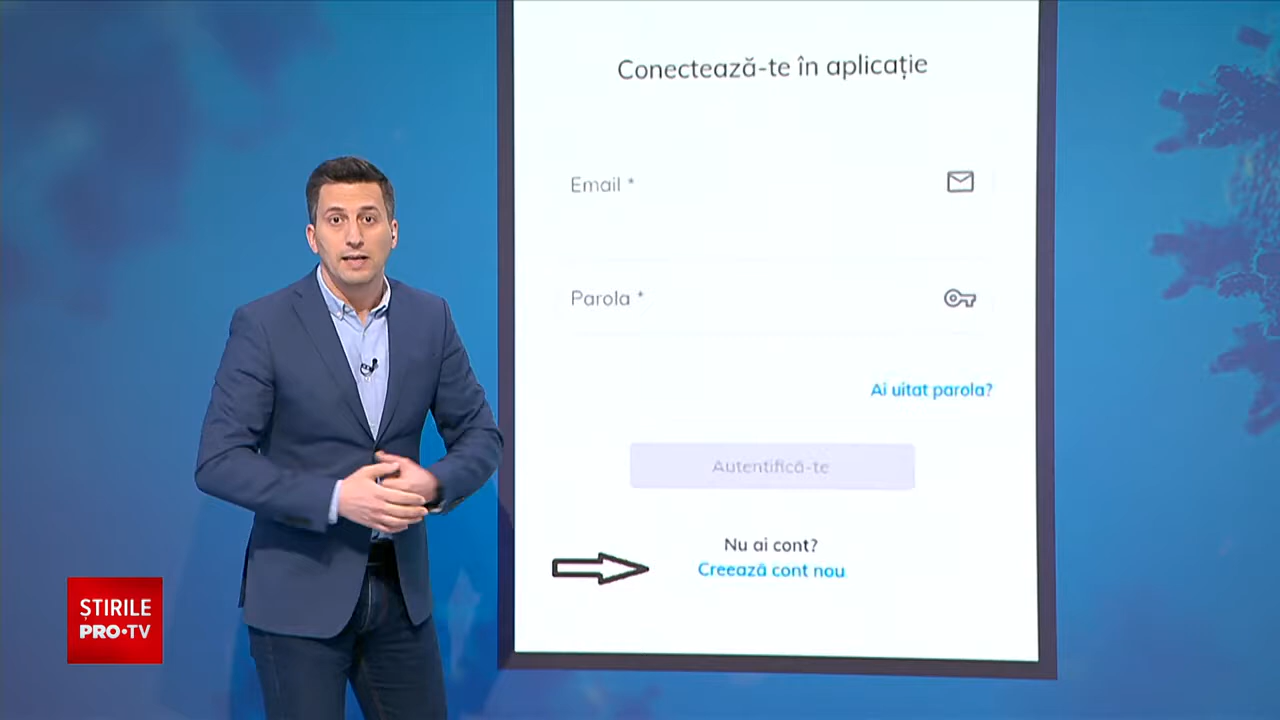 Conectează-te în aplicație
Email *
Parola *
Ai uitat parola?
Autentifică-te
Nu ai cont?
Creează cont nou
ȘTIRILE
PRO•TV